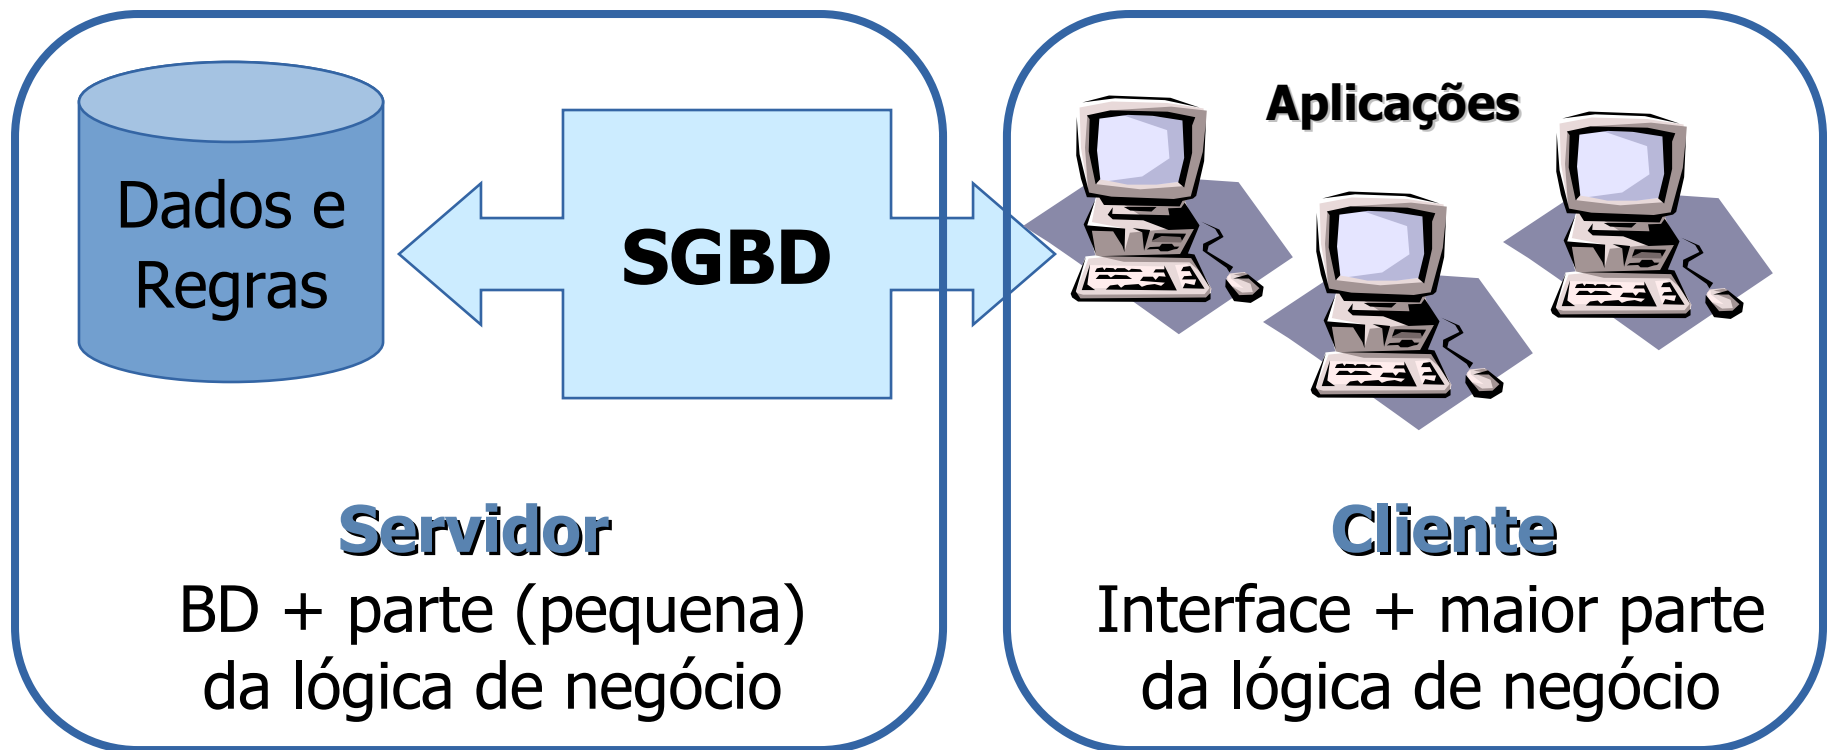 Dados e
Regras
SGBD
Aplicações
Servidor
BD + parte (pequena)
da lógica de negócio
Cliente
Interface + maior parte
da lógica de negócio